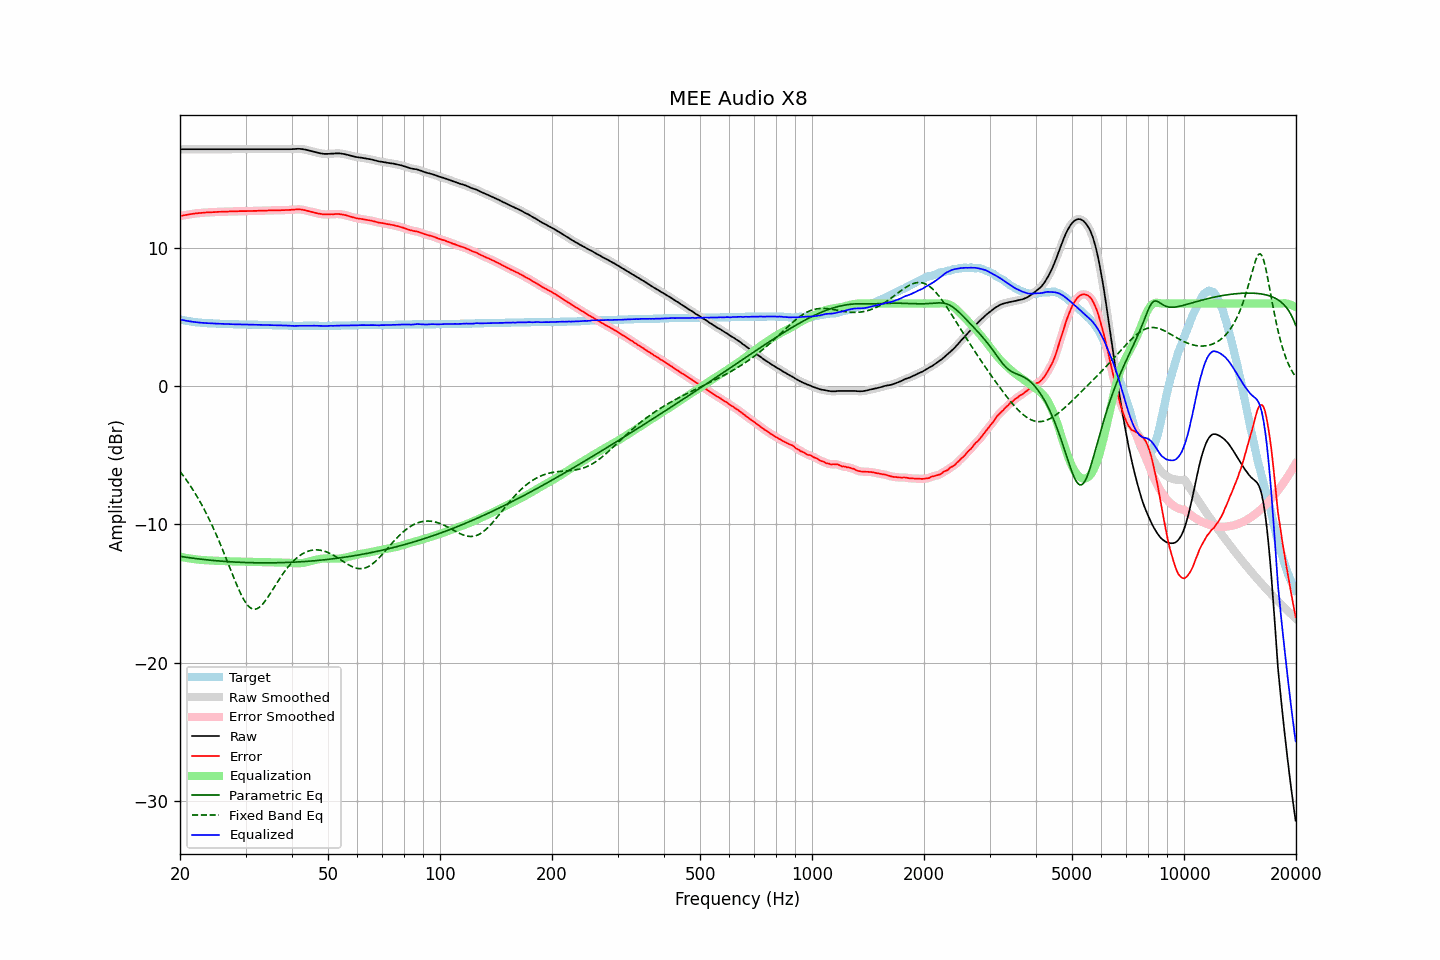 MEE Audio X8
Amplitude (dBr)
10
0
−10
−20
−30
Target
Raw Smoothed
Error Smoothed
Raw
Error
Equalization
Parametric Eq
Fixed Band Eq
Equalized
20 50 100 200 500 1000 2000 5000 10000 20000
Frequency (Hz)